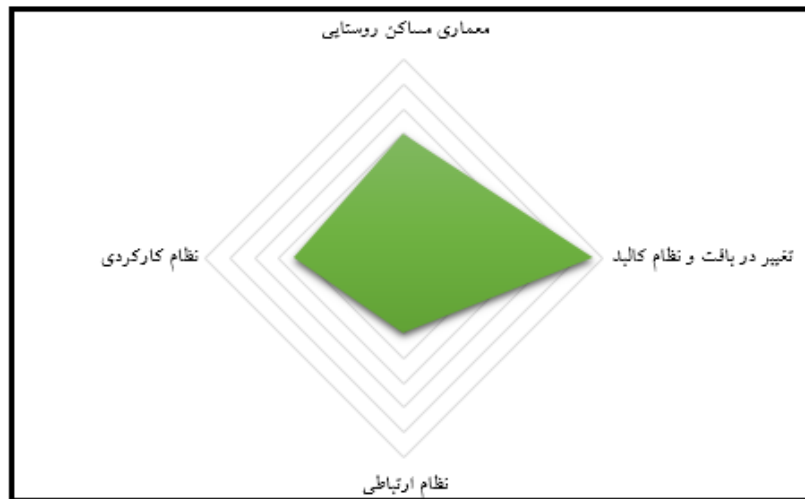 معماری مساکن روستایی
تغییر در بافت و نظام کالبد
نظام کارکردی
نظام ارتباطی